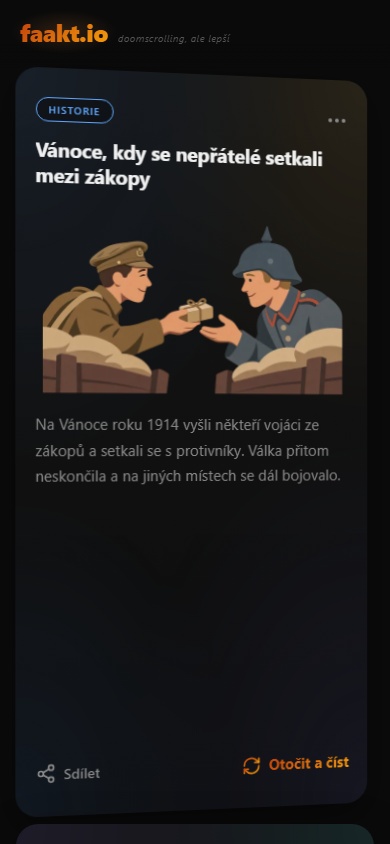 faakt.io doomscrolling, ale lepší
HISTORIE
Vánoce, kdy se nepřátelé setkali
mezi zákopy
Na Vánoce roku 1914 vyšli někteří vojáci ze
zákopů a setkali se s protivníky. Válka přitom
neskončila a na jiných místech se dál bojovalo.
Sdílet
Otočit a číst